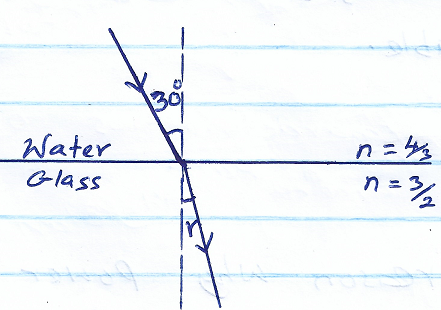 30°
Water n = 4/3
Glass n = 3/2
r